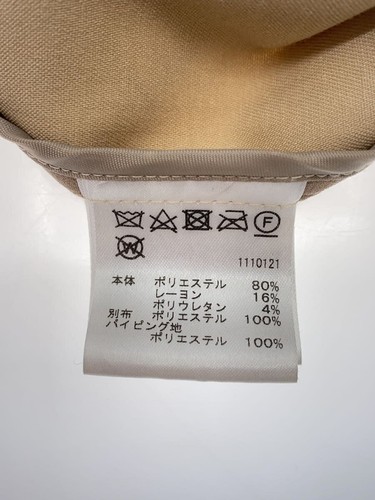 F
W
1110121
本体 ポリエステル 80%
レーヨン 16%
ポリウレタン 4%
別布 ポリエステル 100%
パイピング地
ポリエステル 100%